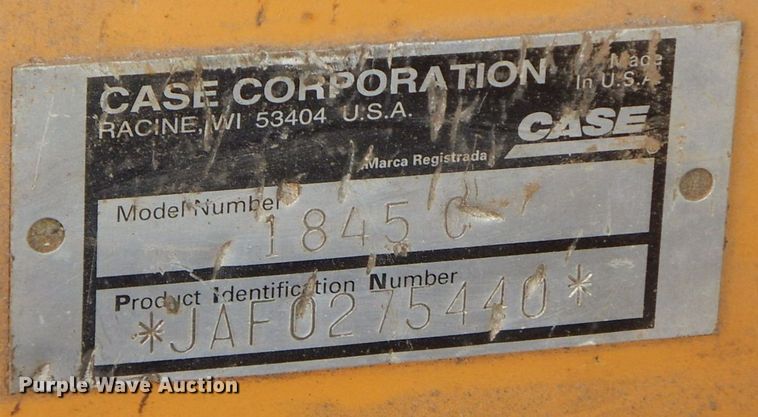 CASE CORPORATION
RACINE, WI 53404 U.S.A.
Made
In U.S.A.
CASE
Marca Registrada
Model Number
1845 C
Product Identification Number
*JAF0275440*
Purple Wave Auction